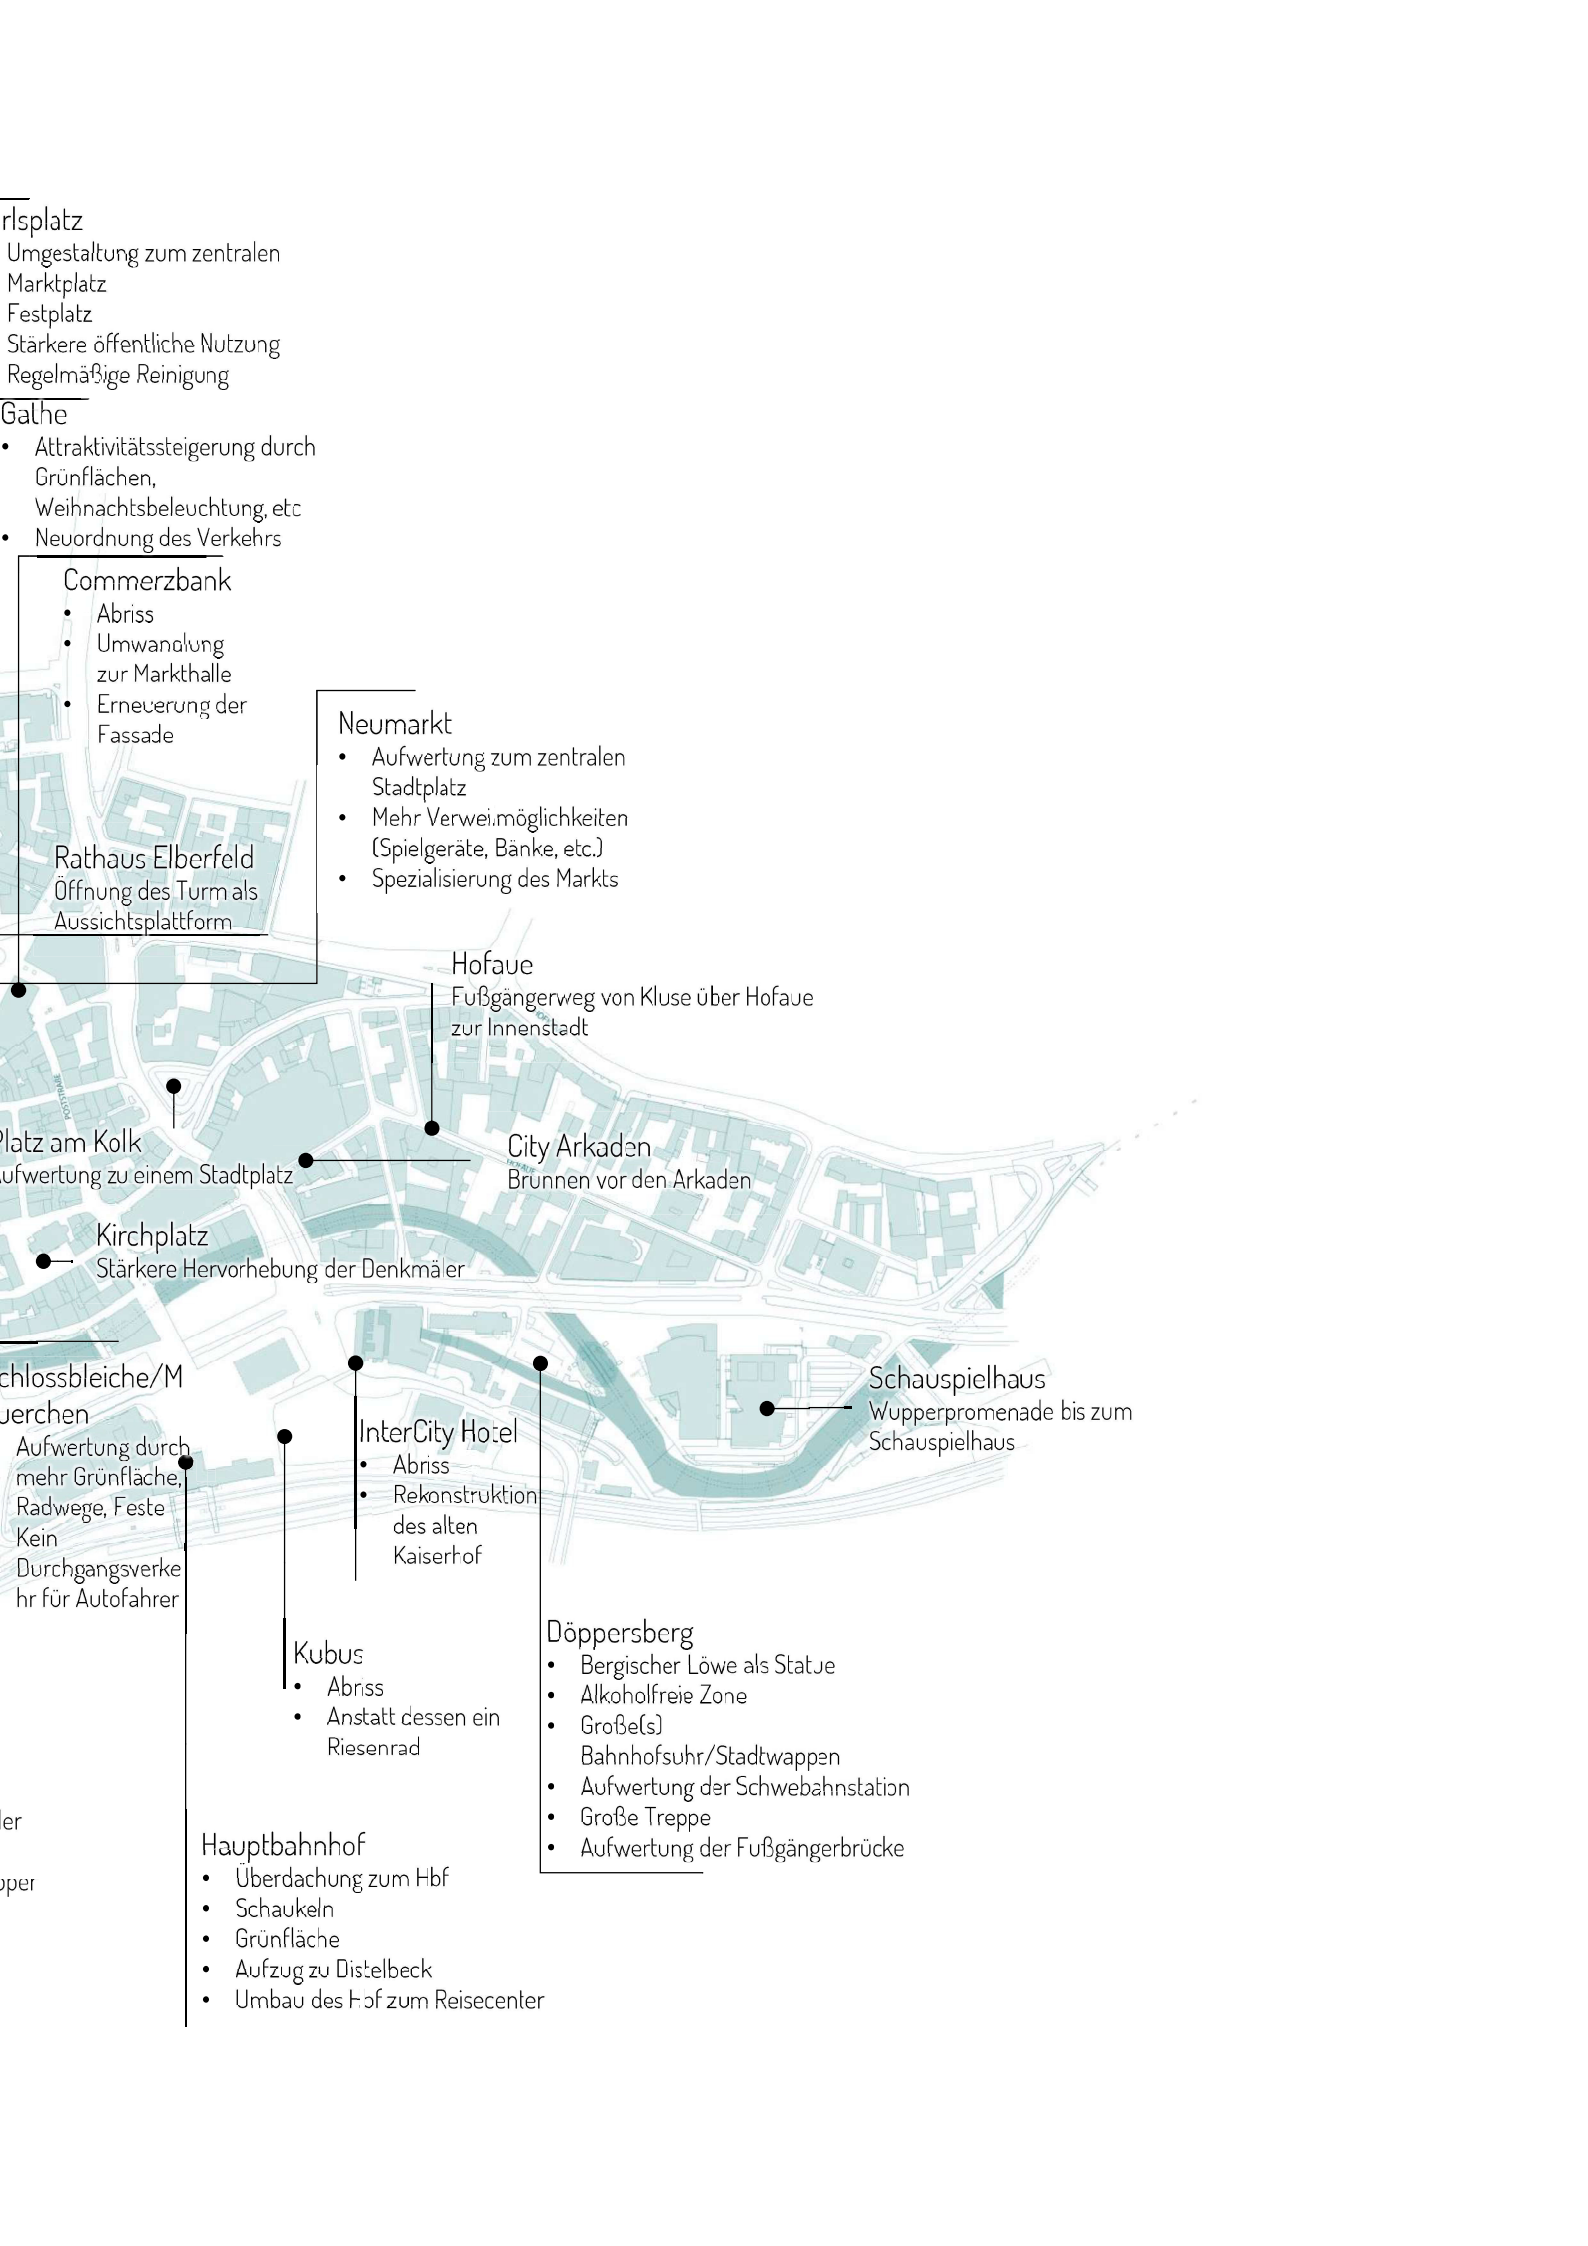 rlsplatz
Umgestaltung zum zentralen
Marktplatz
Festplatz
Stärkere öffentliche Nutzung
Regelmäßige Reinigung
Gathe
• Attraktivitätssteigerung durch
Grünflächen,
Weihnachtsbeleuchtung, etc
• Neuordnung des Verkehrs
Commerzbank
• Abriss
• Umwandlung
zur Markthalle
• Erneuerung der
Fassade
Neumarkt
• Aufwertung zum zentralen
Stadtplatz
• Mehr Verweilmöglichkeiten
(Spielgeräte, Bänke, etc.)
• Spezialisierung des Markts
Rathaus Elberfeld
Öffnung des Turm als
Aussichtsplattform
Hofaue
Fußgängerweg von Kluse über Hofaue
zur Innenstadt
POSTSTRAßE
Platz am Kolk
Aufwertung zu einem Stadtplatz
City Arkaden
HOFAUE
Brunnen vor den Arkaden
Kirchplatz
Stärkere Hervorhebung der Denkmäler
chlossbleiche/M
uerchen
Aufwertung durch
mehr Grünfläche,
Radwege, Feste
Kein
Durchgangsverke
hr für Autofahrer
InterCity Hotel
• Abriss
• Rekonstruktion
des alten
Kaiserhof
Schauspielhaus
Wupperpromenade bis zum
Schauspielhaus
Kubus
• Abriss
• Anstatt dessen ein
Riesenrad
Döppersberg
• Bergischer Löwe als Statue
• Alkoholfreie Zone
• Große(s)
Bahnhofsuhr/Stadtwappen
• Aufwertung der Schwebahnstation
• Große Treppe
• Aufwertung der Fußgängerbrücke
ler
pper
Hauptbahnhof
• Überdachung zum Hbf
• Schaukeln
• Grünfläche
• Aufzug zu Distelbeck
• Umbau des Hbf zum Reisecenter